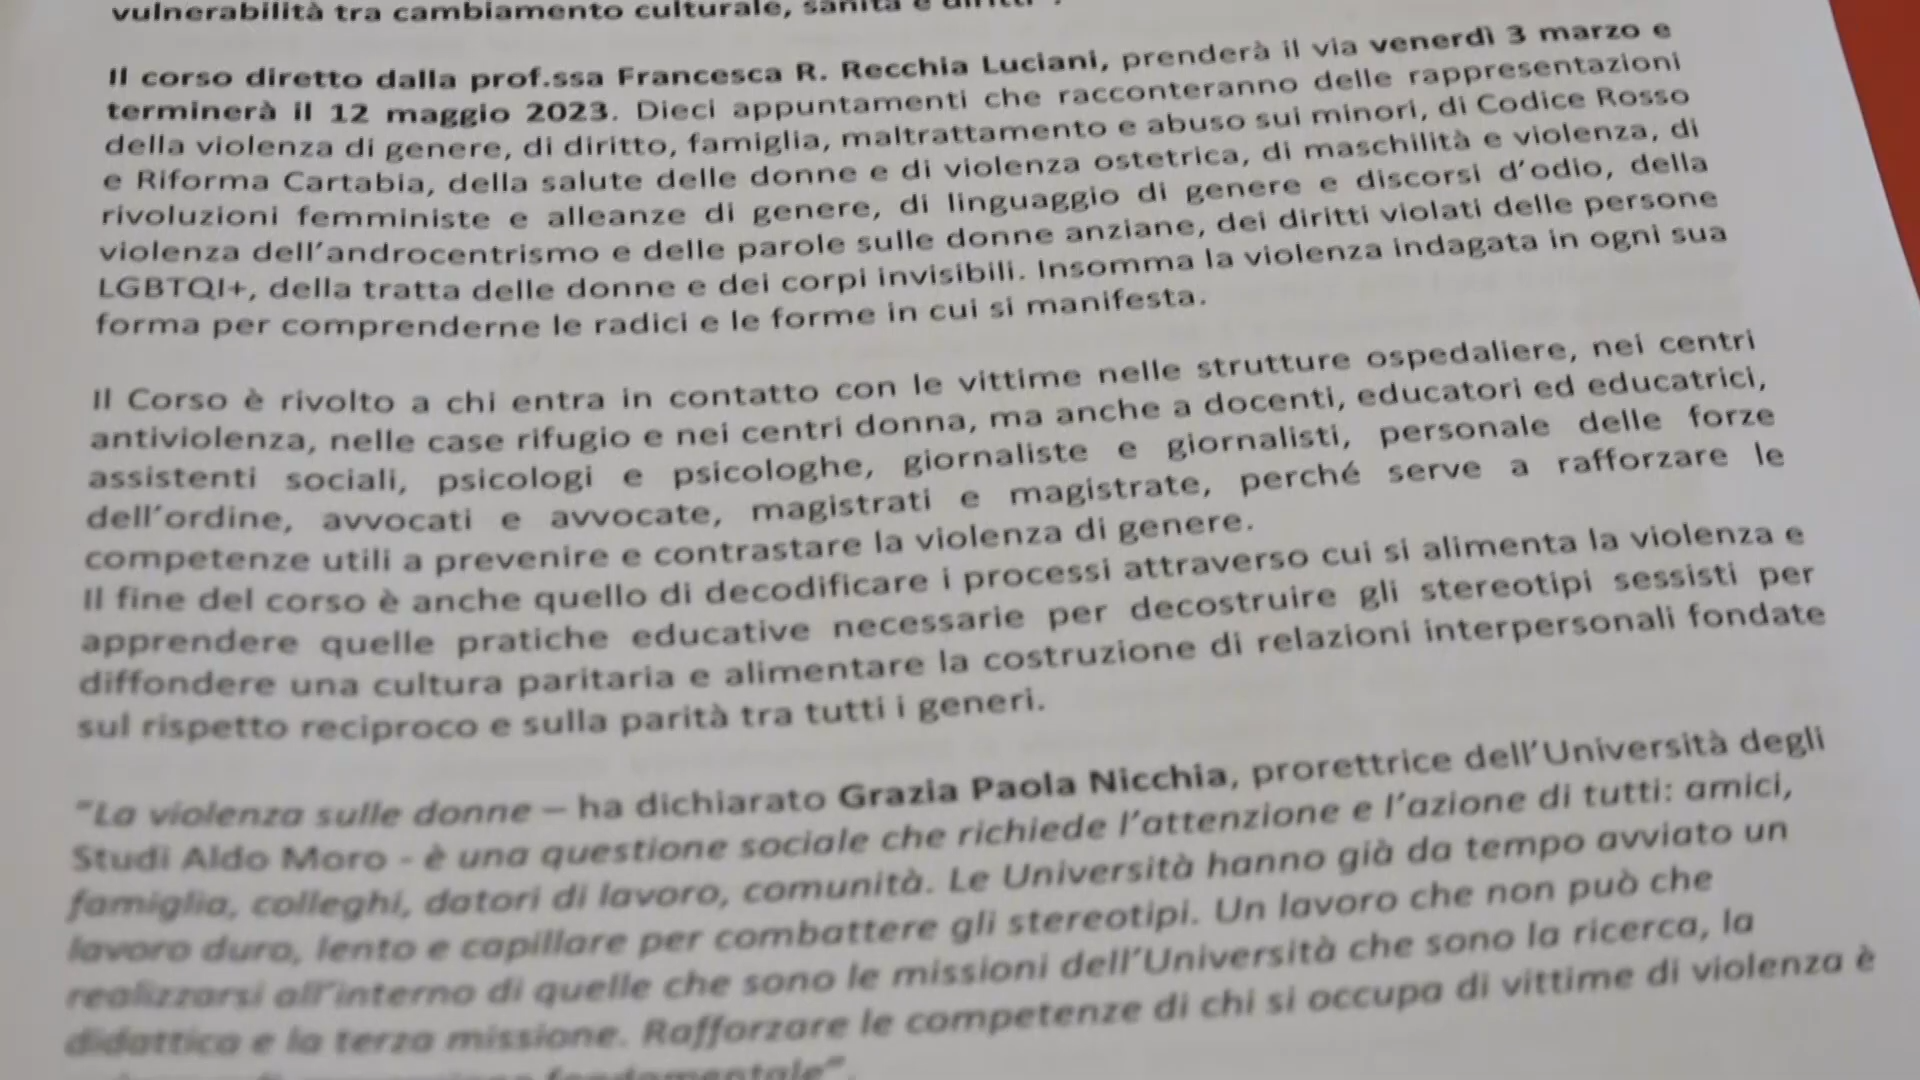 vulnerabilità tra cambiamento culturale, sanità e diritti".
Il corso diretto dalla prof.ssa Francesca R. Recchia Luciani, prenderà il via venerdì 3 marzo e
terminerà il 12 maggio 2023. Dieci appuntamenti che racconteranno delle rappresentazioni
della violenza di genere, di diritto, famiglia, maltrattamento e abuso sui minori, di Codice Rosso
e Riforma Cartabia, della salute delle donne e di violenza ostetrica, di maschilità e violenza, di
rivoluzioni femministe e alleanze di genere, di linguaggio di genere e discorsi d'odio, della
violenza dell'androcentrismo e delle parole sulle donne anziane, dei diritti violati delle persone
LGBTQI+, della tratta delle donne e dei corpi invisibili. Insomma la violenza indagata in ogni sua
forma per comprenderne le radici e le forme in cui si manifesta.
Il Corso è rivolto a chi entra in contatto con le vittime nelle strutture ospedaliere, nei centri
antiviolenza, nelle case rifugio e nei centri donna, ma anche a docenti, educatori ed educatrici,
assistenti sociali, psicologi e psicologhe, giornaliste e giornalisti, personale delle forze
dell'ordine, avvocati e avvocate, magistrati e magistrate, perché serve a rafforzare le
competenze utili a prevenire e contrastare la violenza di genere.
Il fine del corso è anche quello di decodificare i processi attraverso cui si alimenta la violenza e
apprendere quelle pratiche educative necessarie per decostruire gli stereotipi sessisti per
diffondere una cultura paritaria e alimentare la costruzione di relazioni interpersonali fondate
sul rispetto reciproco e sulla parità tra tutti i generi.
"La violenza sulle donne – ha dichiarato Grazia Paola Nicchia, prorettrice dell'Università degli
Studi Aldo Moro - è una questione sociale che richiede l'attenzione e l'azione di tutti: amici,
famiglia, colleghi, datori di lavoro, comunità. Le Università hanno già da tempo avviato un
lavoro duro, lento e capillare per combattere gli stereotipi. Un lavoro che non può che
realizzarsi all'interno di quelle che sono le missioni dell'Università che sono la ricerca, la
didattica e la terza missione. Rafforzare le competenze di chi si occupa di vittime di violenza è
fondamentale".